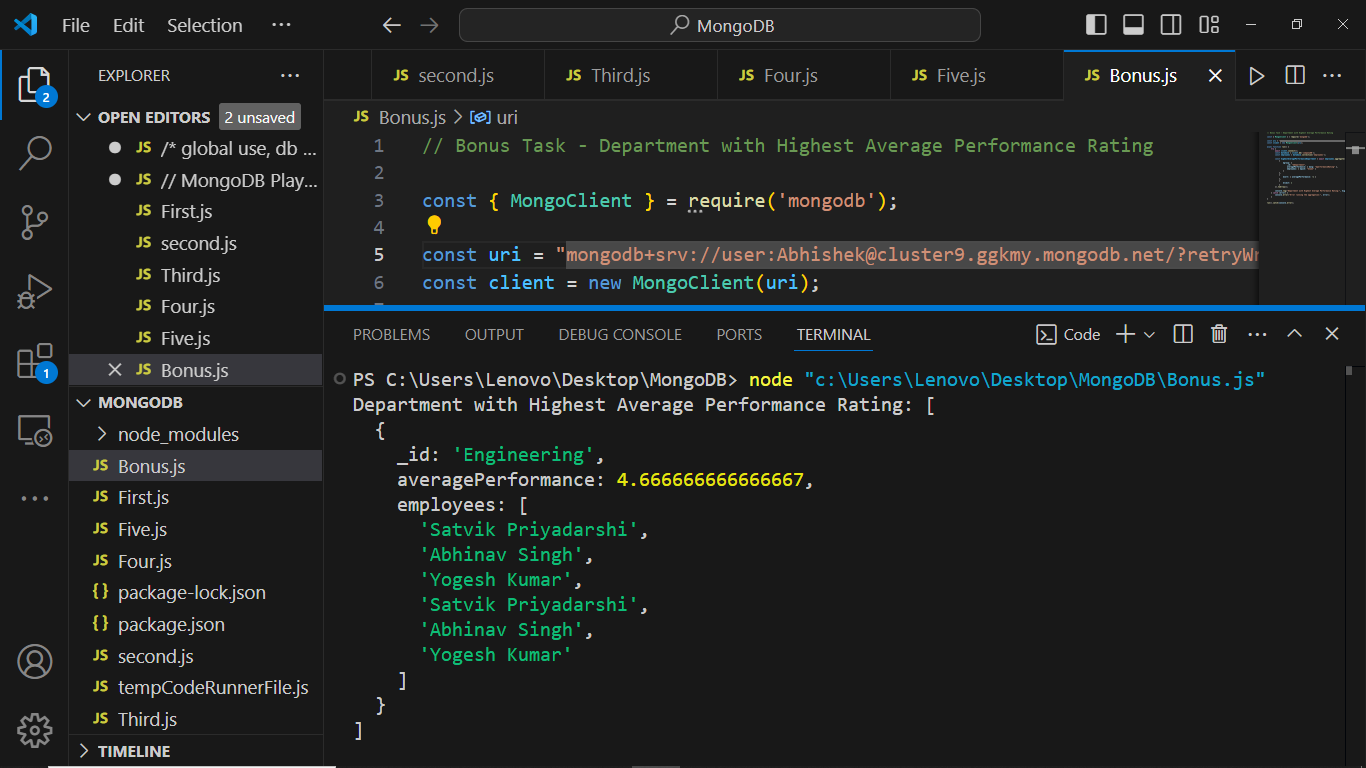 File Edit Selection ···
MongoDB
EXPLORER ···
OPEN EDITORS 2 unsaved
JS /* global use, db ...
JS // MongoDB Play...
JS First.js
JS second.js
JS Third.js
JS Four.js
JS Five.js
JS Bonus.js
MONGODB
node_modules
JS Bonus.js
JS First.js
JS Five.js
JS Four.js
{} package-lock.json
{} package.json
JS second.js
JS tempCodeRunnerFile.js
JS Third.js
TIMELINE
2
1
JS second.js JS Third.js JS Four.js JS Five.js JS Bonus.js
JS Bonus.js > uri
1 // Bonus Task - Department with Highest Average Performance Rating
2
3 const { MongoClient } = require('mongodb');
4
5 const uri = "mongodb+srv://user:Abhishek@cluster9.ggkmy.mongodb.net/?retryWr
6 const client = new MongoClient(uri);
PROBLEMS OUTPUT DEBUG CONSOLE PORTS TERMINAL Code
PS C:\Users\Lenovo\Desktop\MongoDB> node "c:\Users\Lenovo\Desktop\MongoDB\Bonus.js"
Department with Highest Average Performance Rating: [
{
_id: 'Engineering',
averagePerformance: 4.666666666666667,
employees: [
'Satvik Priyadarshi',
'Abhinav Singh',
'Yogesh Kumar',
'Satvik Priyadarshi',
'Abhinav Singh',
'Yogesh Kumar'
]
}
]